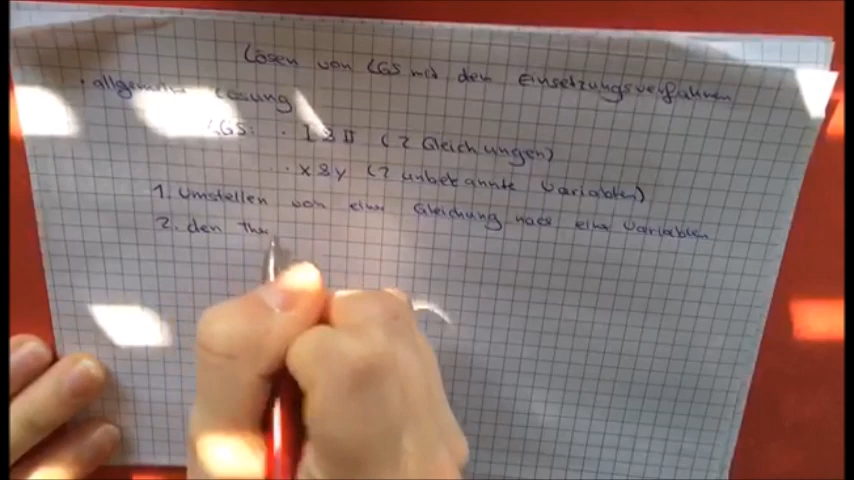 Lösen von LGS mit dem Einsetzungsverfahren
· allgemeine Lösung
LGS: · I & II (2 Gleichungen)
· x & y (2 unbekannte Variablen)
1. Umstellen von einer Gleichung nach einer Variablen
2. den